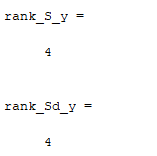 rank_S_y =
4
rank_Sd_y =
4